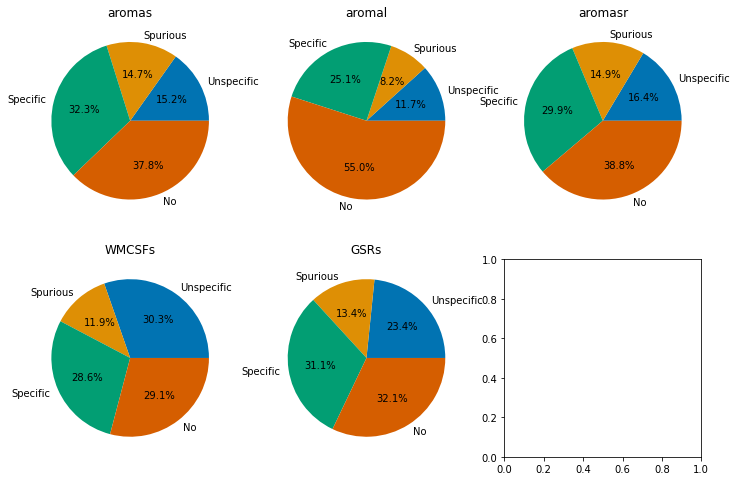 aromas
Unspecific
15.2%
Spurious
14.7%
Specific
32.3%
No
37.8%
aromal
Unspecific
11.7%
Spurious
8.2%
Specific
25.1%
No
55.0%
aromasr
Unspecific
16.4%
Spurious
14.9%
Specific
29.9%
No
38.8%
WMCSFs
Unspecific
30.3%
Spurious
11.9%
Specific
28.6%
No
29.1%
GSRs
Unspecific
23.4%
Spurious
13.4%
Specific
31.1%
No
32.1%
1.0
0.8
0.6
0.4
0.2
0.0
0.0 0.2 0.4 0.6 0.8 1.0